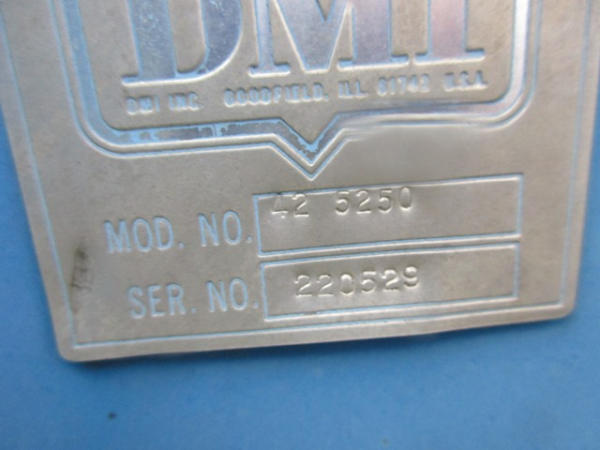 DMI
DMI INC. GOODFIELD, ILL 61742 U.S.A.
MOD. NO. 42 5250
SER. NO. 220529